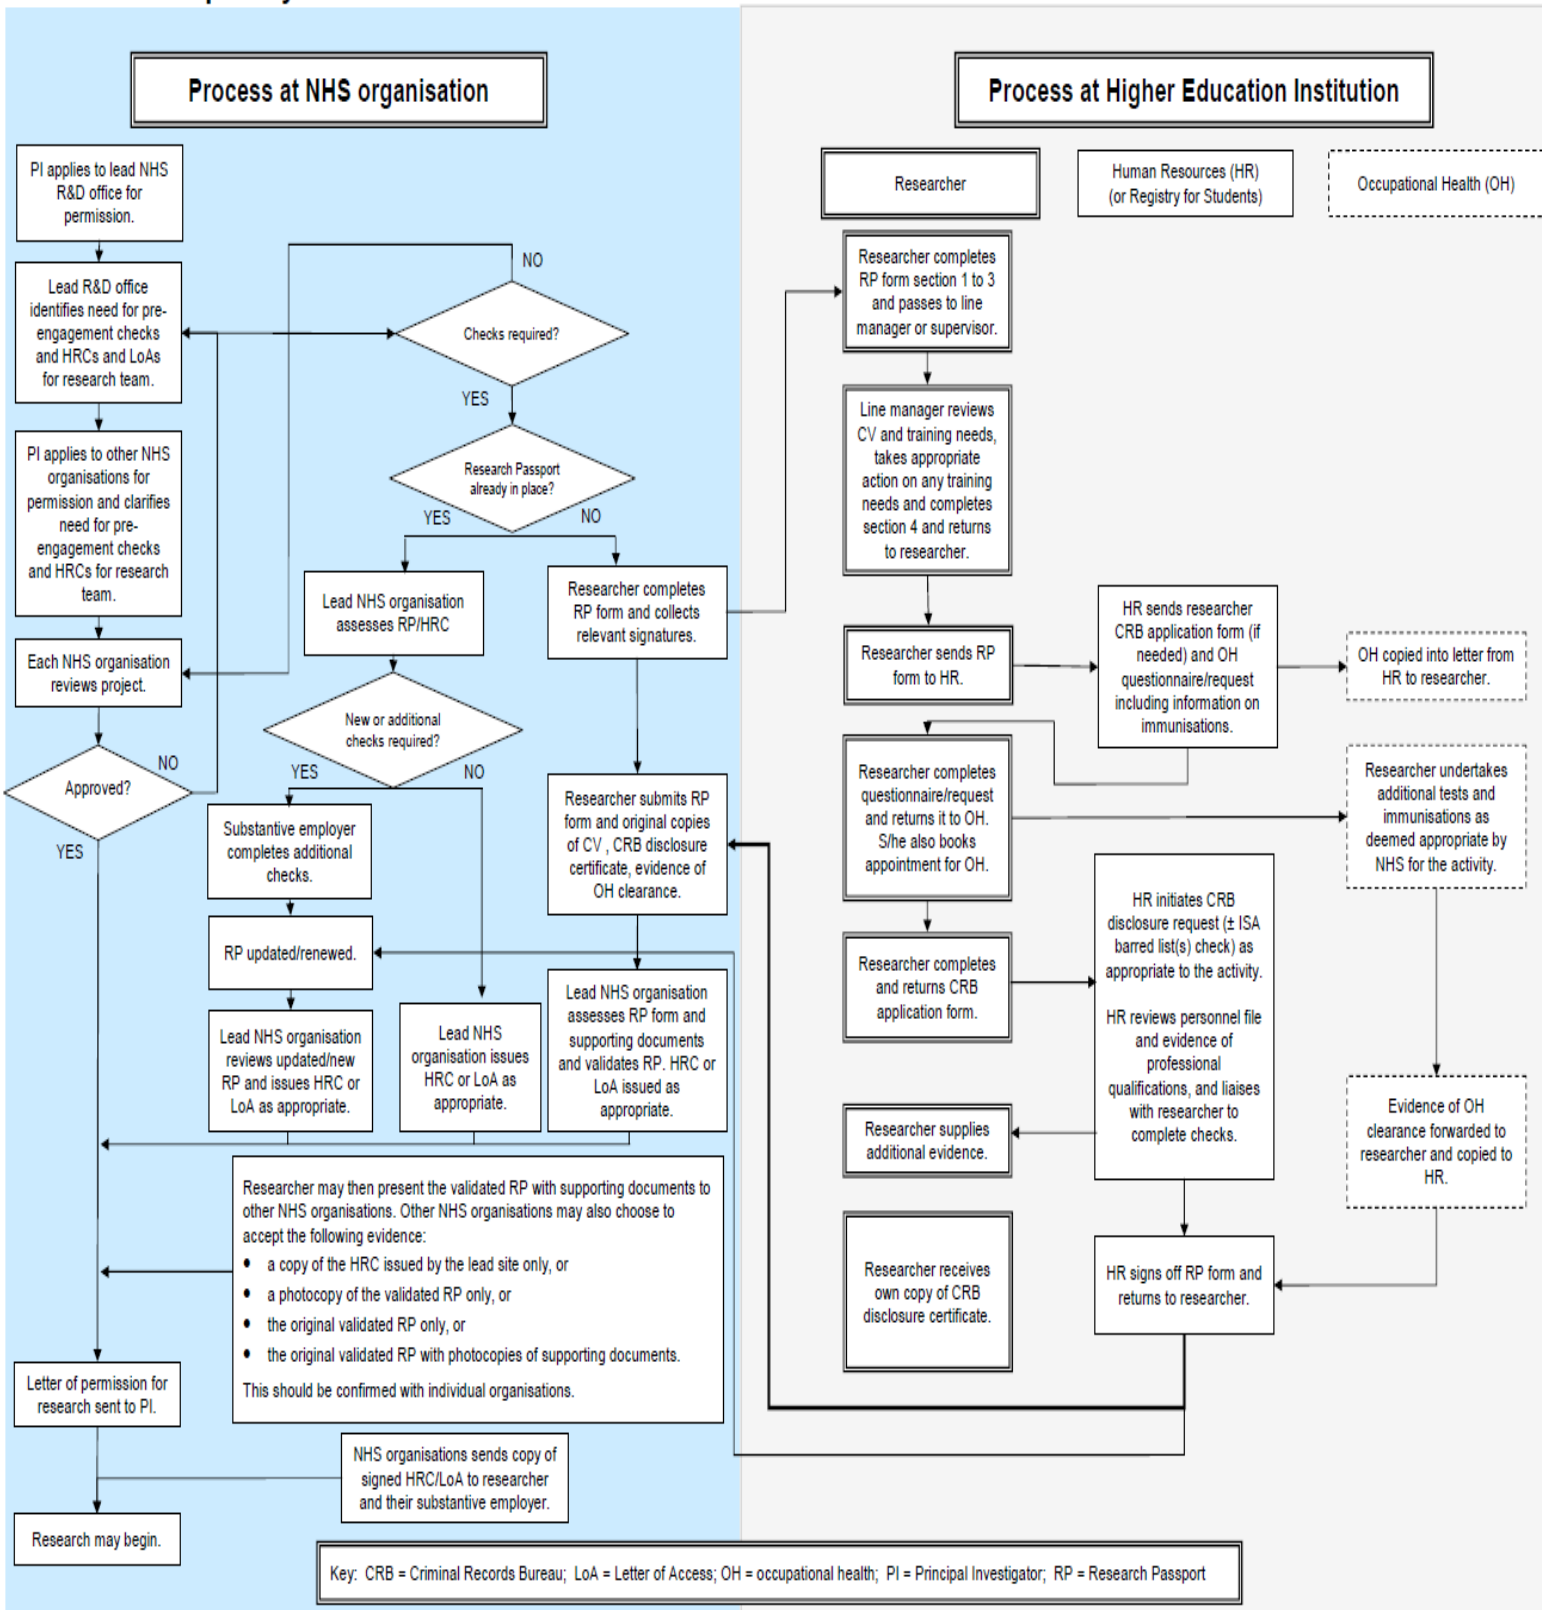 Process at NHS organisation
PI applies to lead NHS
R&D office for
permission.
Lead R&D office
identifies need for pre-
engagement checks
and HRCs and LoAs
for research team.
PI applies to other NHS
organisations for
permission and clarifies
need for pre-
engagement checks
and HRCs for research
team.
Each NHS organisation
reviews project.
Approved?
NO
YES
NO
Checks required?
YES
Research Passport
already in place?
YES
NO
Lead NHS organisation
assesses RP/HRC
Researcher completes
RP form and collects
relevant signatures.
New or additional
checks required?
YES
NO
Substantive employer
completes additional
checks.
RP updated/renewed.
Lead NHS organisation
reviews updated/new
RP and issues HRC or
LoA as appropriate.
Lead NHS
organisation issues
HRC or LoA as
appropriate.
Researcher submits RP
form and original copies
of CV , CRB disclosure
certificate, evidence of
OH clearance.
Lead NHS organisation
assesses RP form and
supporting documents
and validates RP. HRC or
LoA issued as
appropriate.
Researcher may then present the validated RP with supporting documents to
other NHS organisations. Other NHS organisations may also choose to
accept the following evidence:
• a copy of the HRC issued by the lead site only, or
• a photocopy of the validated RP only, or
• the original validated RP only, or
• the original validated RP with photocopies of supporting documents.
This should be confirmed with individual organisations.
Letter of permission for
research sent to PI.
NHS organisations sends copy of
signed HRC/LoA to researcher
and their substantive employer.
Research may begin.
Process at Higher Education Institution
Researcher
Human Resources (HR)
(or Registry for Students)
Occupational Health (OH)
Researcher completes
RP form section 1 to 3
and passes to line
manager or supervisor.
Line manager reviews
CV and training needs,
takes appropriate
action on any training
needs and completes
section 4 and returns
to researcher.
Researcher sends RP
form to HR.
HR sends researcher
CRB application form (if
needed) and OH
questionnaire/request
including information on
immunisations.
OH copied into letter from
HR to researcher.
Researcher completes
questionnaire/request
and returns it to OH.
S/he also books
appointment for OH.
Researcher undertakes
additional tests and
immunisations as
deemed appropriate by
NHS for the activity.
Researcher completes
and returns CRB
application form.
HR initiates CRB
disclosure request (± ISA
barred list(s) check) as
appropriate to the activity.
HR reviews personnel file
and evidence of
professional
qualifications, and liaises
with researcher to
complete checks.
Researcher supplies
additional evidence.
Evidence of OH
clearance forwarded to
researcher and copied to
HR.
Researcher receives
own copy of CRB
disclosure certificate.
HR signs off RP form and
returns to researcher.
Key: CRB = Criminal Records Bureau; LoA = Letter of Access; OH = occupational health; PI = Principal Investigator; RP = Research Passport